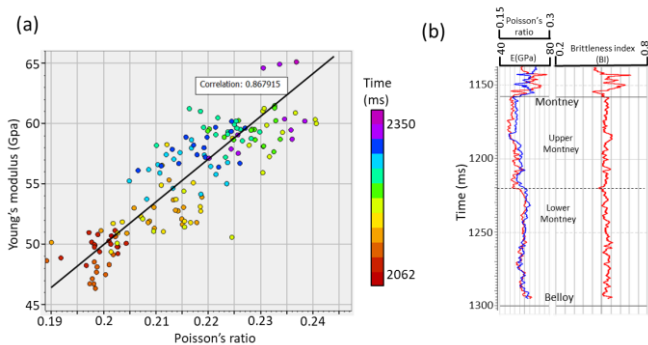 (a)
65
60
55
50
45
Young's modulus (Gpa)
Correlation: 0.867915
0.19
0.2
0.21
0.22
0.23
0.24
Poisson's ratio
Time
(ms)
2350
2062
(b)
0.15
0.3
Poisson's
ratio
40
E(GPa)
80
0.2
Brittleness index
(BI)
0.8
1150
1200
1250
1300
Time (ms)
Montney
Upper
Montney
Lower
Montney
Belloy